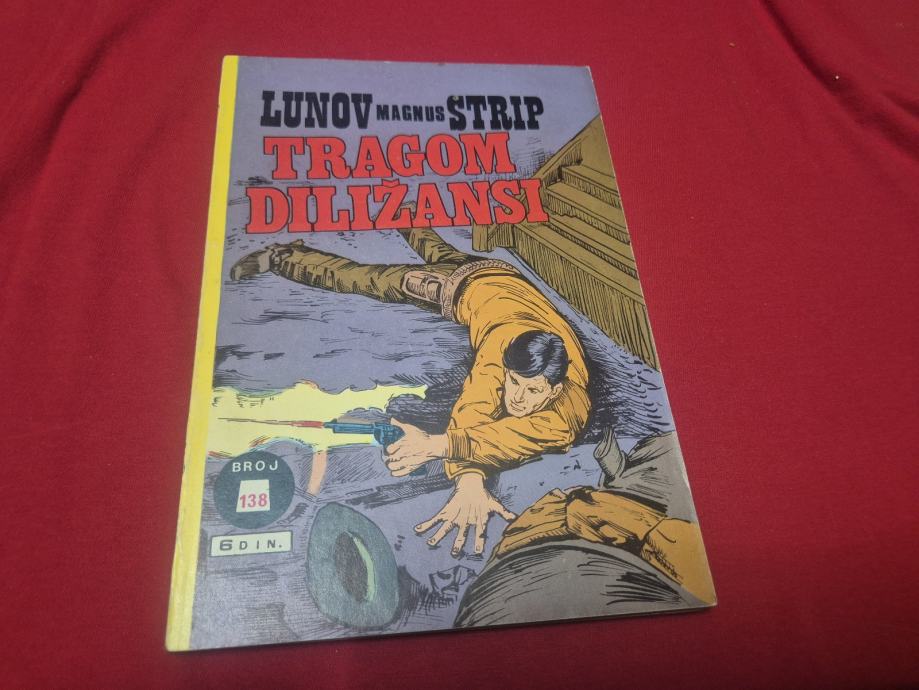 LUNOV MAGNUS STRIP
TRAGOM
DILIŽANSI
BROJ
138
6 DIN.